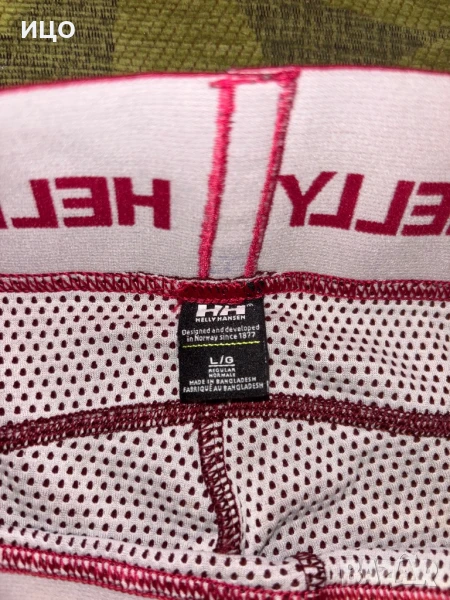 ИЦО
HELLY
HELLY
H/H
HELLY HANSEN
Designed and developed
in Norway since 1877
L/G
REGULAR
NORMALE
MADE IN BANGLADESH
FABRIQUÉ AU BANGLADESH